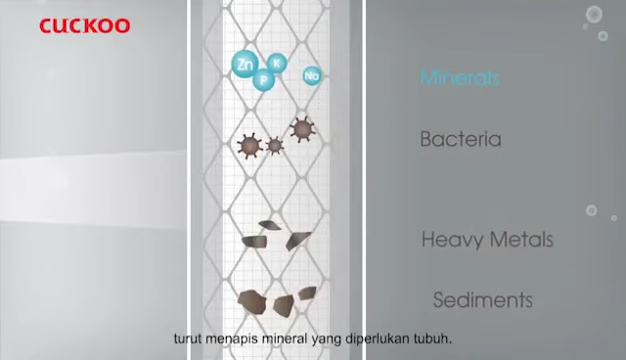 CUCKOO
Zn
K
P
Na
Minerals
Bacteria
Heavy Metals
Sediments
turut menapis mineral yang diperlukan tubuh.